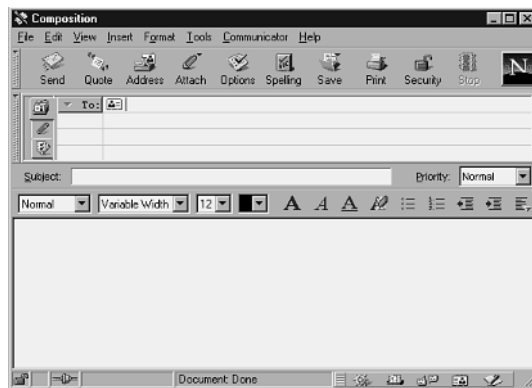 Composition
File Edit View Insert Format Tools Communicator Help
Send Quote Address Attach Options Spelling Save Print Security Stop
N
To:
Subject: Priority: Normal
Normal Variable Width 12 A A A
Document: Done